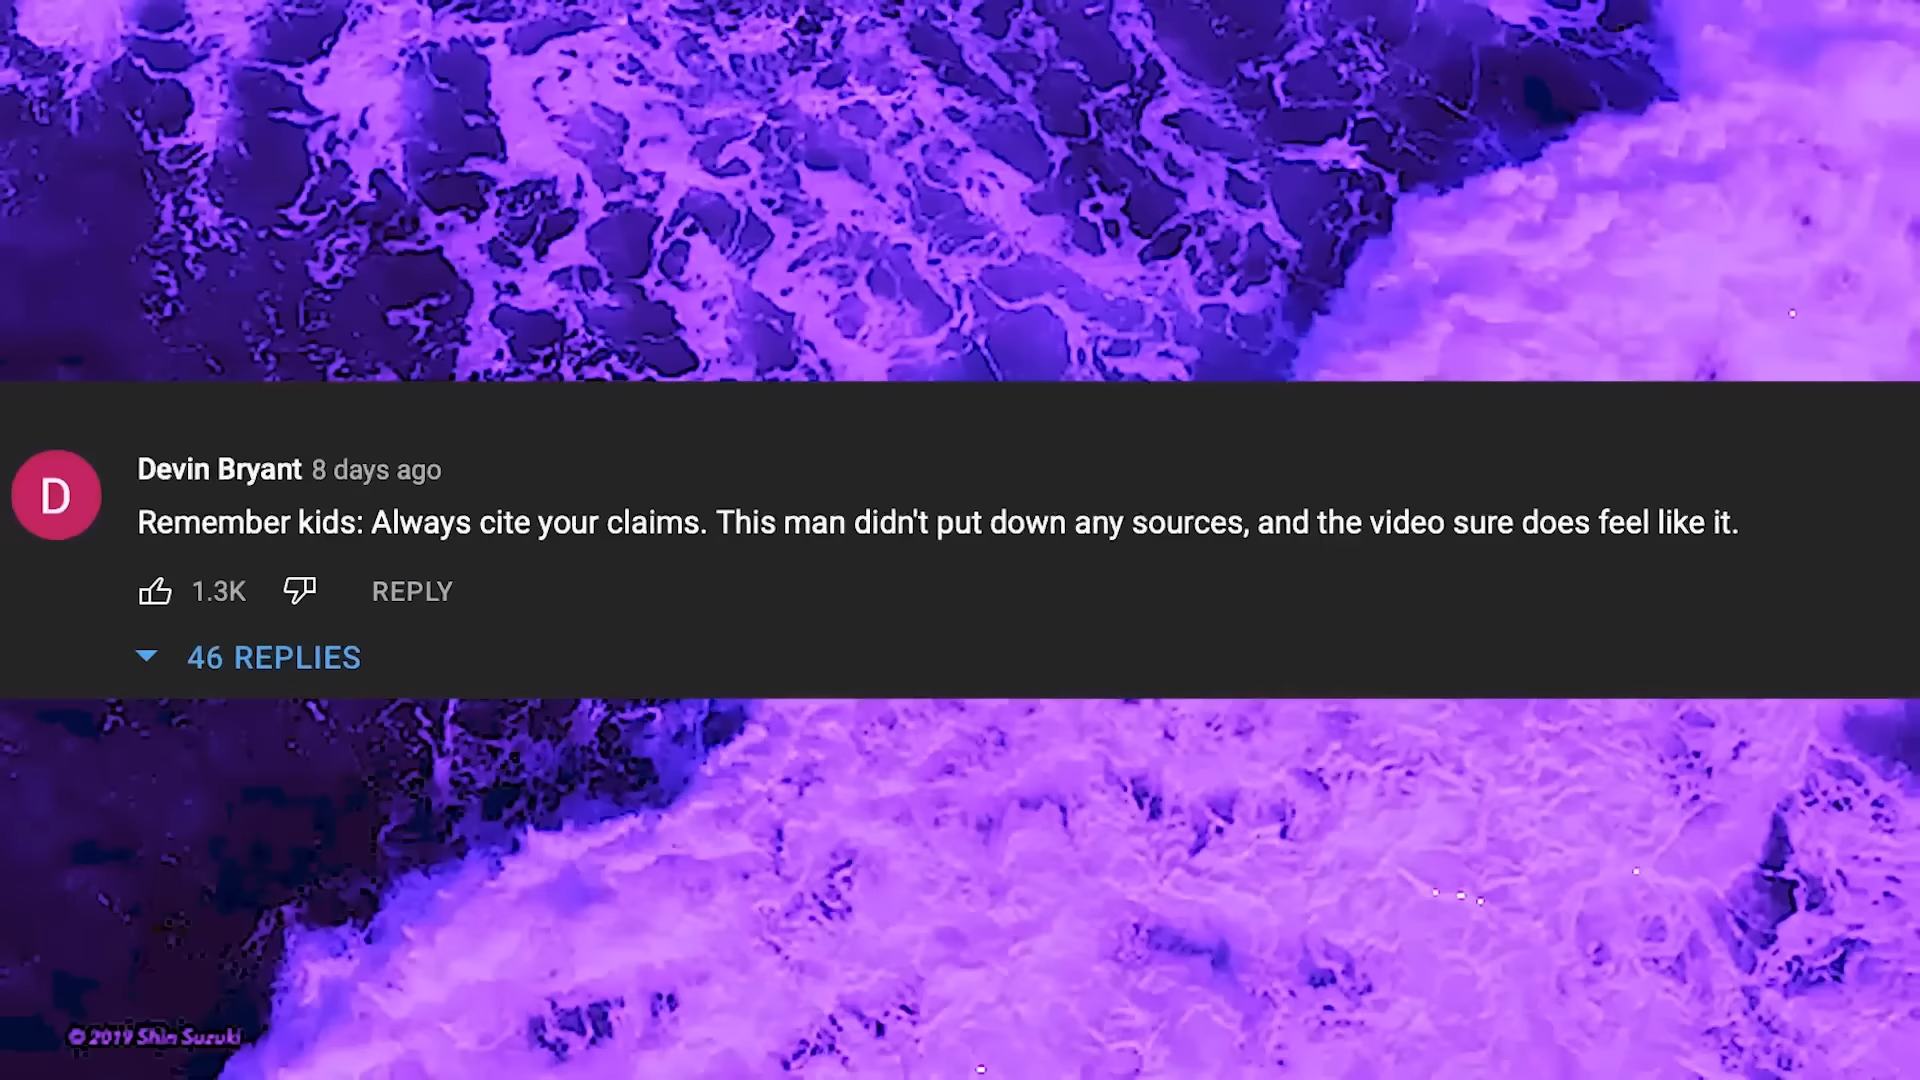 D
Devin Bryant 8 days ago
Remember kids: Always cite your claims. This man didn't put down any sources, and the video sure does feel like it.
1.3K REPLY
46 REPLIES
© 2019 Shin Suzuki